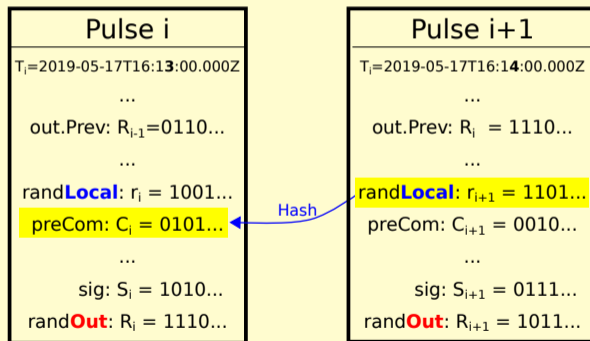 Pulse i
Tᵢ=2019-05-17T16:13:00.000Z
...
out.Prev: Rᵢ₋₁=0110...
...
randLocal: rᵢ = 1001...
preCom: Cᵢ = 0101...
...
sig: Sᵢ = 1010...
randOut: Rᵢ = 1110...
Hash
Pulse i+1
Tᵢ=2019-05-17T16:14:00.000Z
...
out.Prev: Rᵢ = 1110...
...
randLocal: rᵢ₊₁ = 1101...
preCom: Cᵢ₊₁ = 0010...
...
sig: Sᵢ₊₁ = 0111...
randOut: Rᵢ₊₁ = 1011...